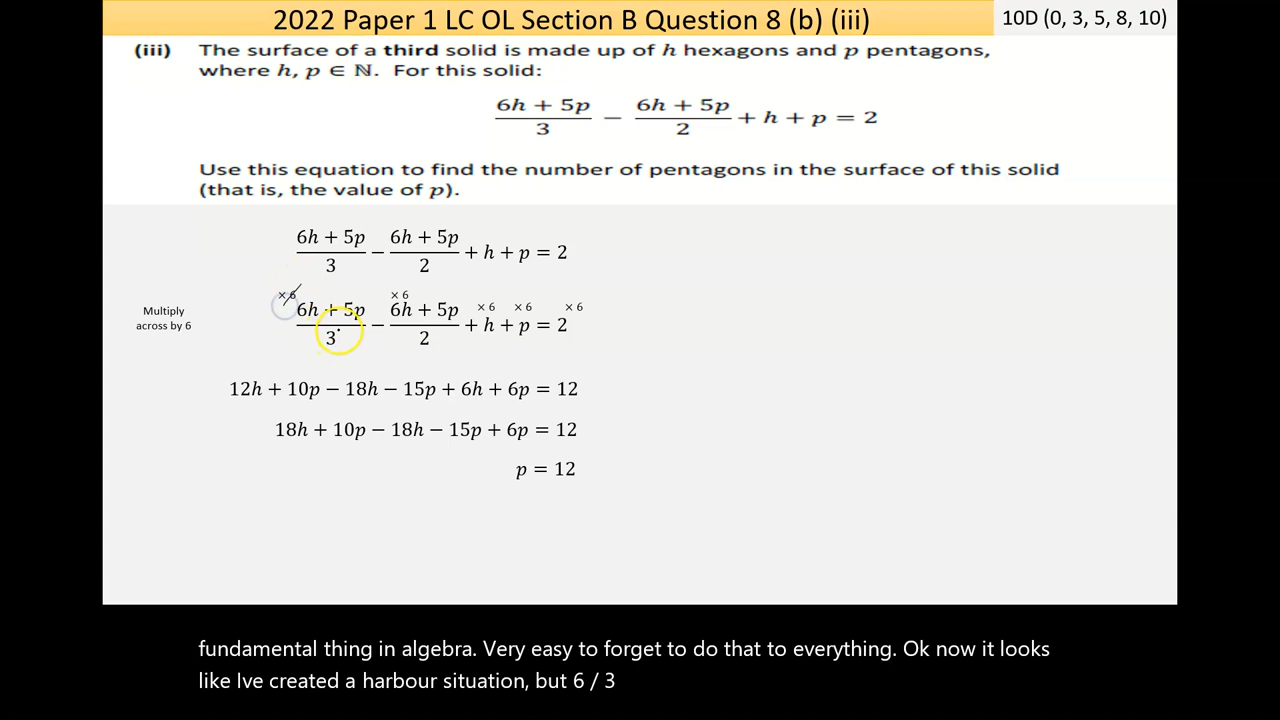 2022 Paper 1 LC OL Section B Question 8 (b) (iii)
10D (0, 3, 5, 8, 10)
(iii) The surface of a third solid is made up of h hexagons and p pentagons,
where h, p ∈ ℕ. For this solid:
(6h + 5p)/3 − (6h + 5p)/2 + h + p = 2
Use this equation to find the number of pentagons in the surface of this solid
(that is, the value of p).
(6h + 5p)/3 − (6h + 5p)/2 + h + p = 2
× 6 × 6 × 6 × 6 × 6
Multiply
across by 6
(6h + 5p)/3 − (6h + 5p)/2 + h + p = 2
12h + 10p − 18h − 15p + 6h + 6p = 12
18h + 10p − 18h − 15p + 6p = 12
p = 12
fundamental thing in algebra. Very easy to forget to do that to everything. Ok now it looks
like Ive created a harbour situation, but 6 / 3